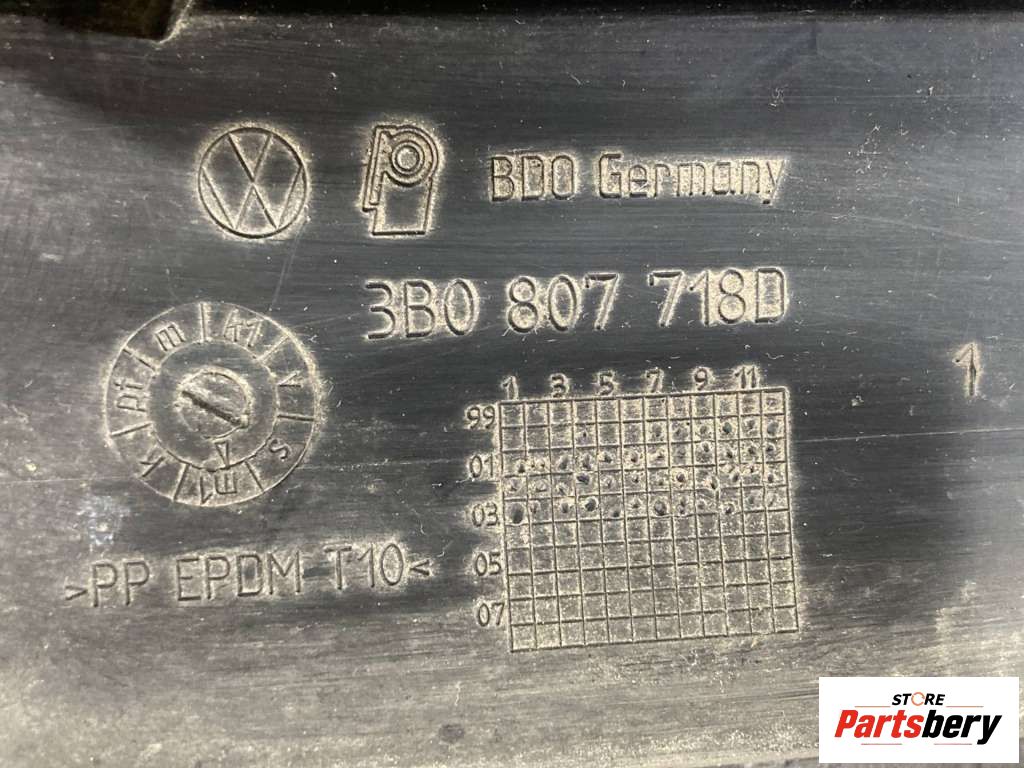 BDO Germany
3B0 807 718D
1 3 5 7 9 11
99
01
03
05
07
1
>PP EPDM T10<
STORE
Partsbery